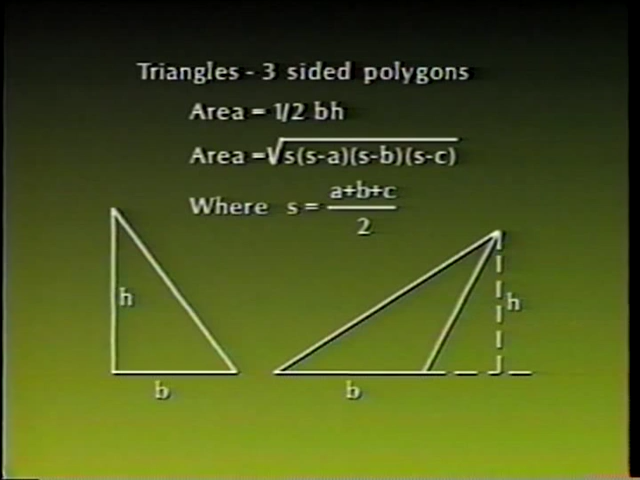 Triangles - 3 sided polygons
Area = 1/2 bh
Area =√s(s-a)(s-b)(s-c)
Where s = a+b+c
2
h
h
b
b